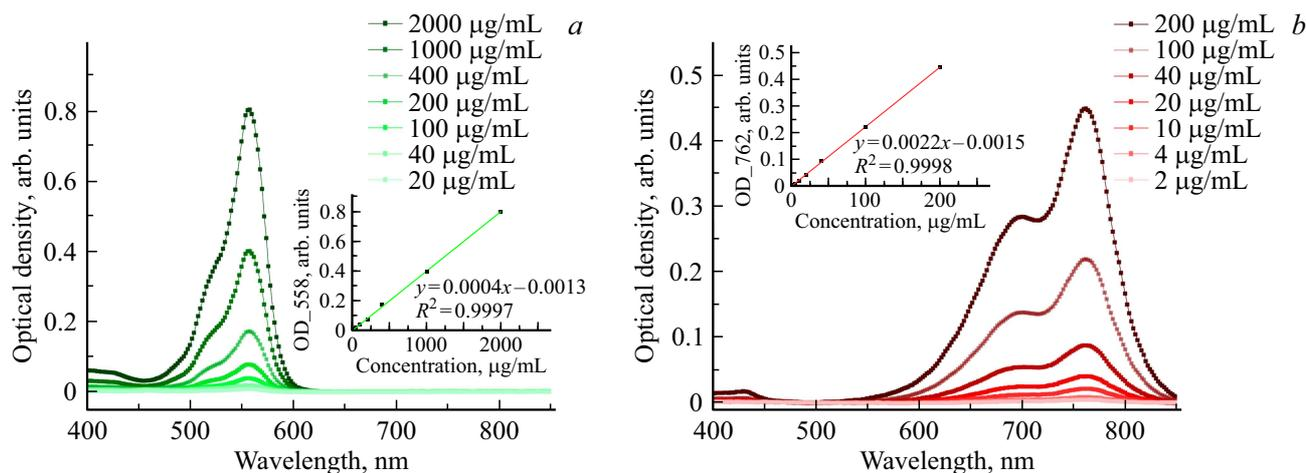 a
2000 μg/mL
1000 μg/mL
400 μg/mL
200 μg/mL
100 μg/mL
40 μg/mL
20 μg/mL
Optical density, arb. units
0.8
0.6
0.4
0.2
0
400
500
600
700
800
Wavelength, nm
OD_558, arb. units
0.8
0.6
0.4
0.2
0
0
1000
2000
Concentration, μg/mL
y=0.0004x−0.0013
R²=0.9997
b
200 μg/mL
100 μg/mL
40 μg/mL
20 μg/mL
10 μg/mL
4 μg/mL
2 μg/mL
Optical density, arb. units
0.5
0.4
0.3
0.2
0.1
0
400
500
600
700
800
Wavelength, nm
OD_762, arb. units
0.5
0.4
0.3
0.2
0.1
0
0
100
200
Concentration, μg/mL
y=0.0022x−0.0015
R²=0.9998